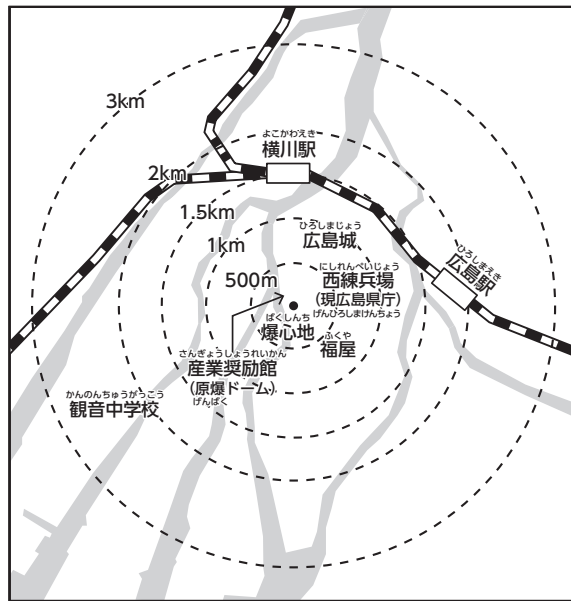 3km
よこかわえき
横川駅
2km
1.5km
ひろしまじょう
広島城
1km
ひろしまえき
広島駅
にしれんぺいじょう
西練兵場
(現広島県庁)
げんひろしまけんちょう
500m
ばくしんち
爆心地
ふくや
福屋
さんぎょうしょうれいかん
産業奨励館
(原爆ドーム)
げんばく
かんのんちゅうがっこう
観音中学校